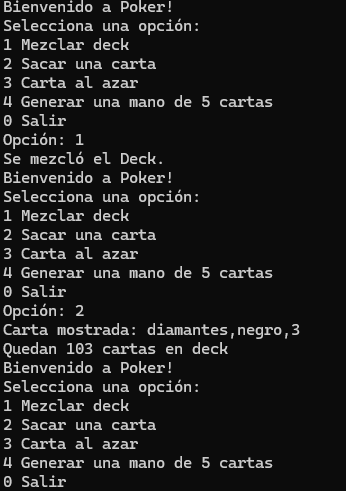 Bienvenido a Poker!
Selecciona una opción:
1 Mezclar deck
2 Sacar una carta
3 Carta al azar
4 Generar una mano de 5 cartas
0 Salir
Opción: 1
Se mezcló el Deck.
Bienvenido a Poker!
Selecciona una opción:
1 Mezclar deck
2 Sacar una carta
3 Carta al azar
4 Generar una mano de 5 cartas
0 Salir
Opción: 2
Carta mostrada: diamantes,negro,3
Quedan 103 cartas en deck
Bienvenido a Poker!
Selecciona una opción:
1 Mezclar deck
2 Sacar una carta
3 Carta al azar
4 Generar una mano de 5 cartas
0 Salir